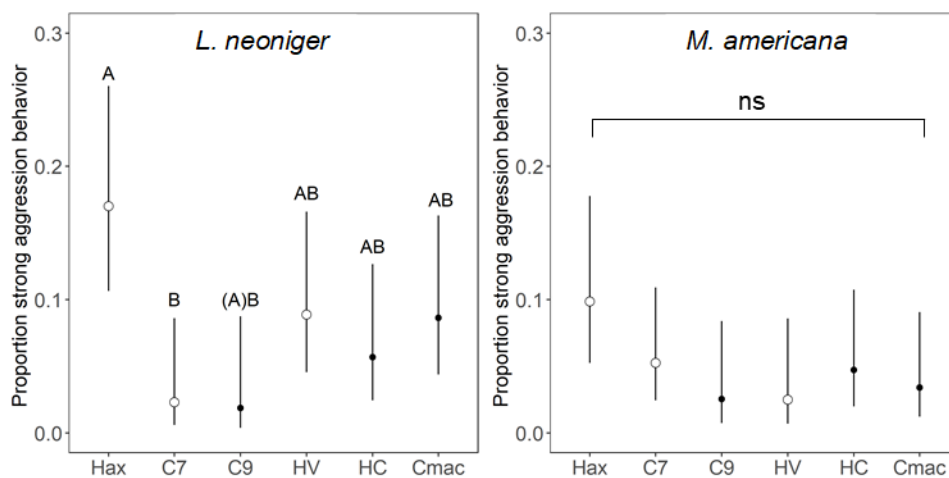 Proportion strong aggression behavior
0.3
0.2
0.1
0.0
L. neoniger
A
B
(A)B
AB
AB
AB
Hax C7 C9 HV HC Cmac
Proportion strong aggression behavior
0.3
0.2
0.1
0.0
M. americana
ns
Hax C7 C9 HV HC Cmac